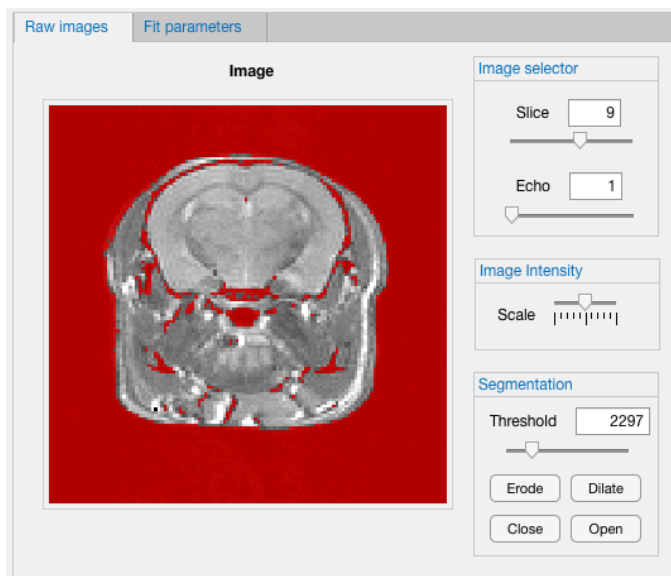 Raw images
Fit parameters
Image
Image selector
Slice 9
Echo 1
Image Intensity
Scale
Segmentation
Threshold 2297
Erode Dilate
Close Open